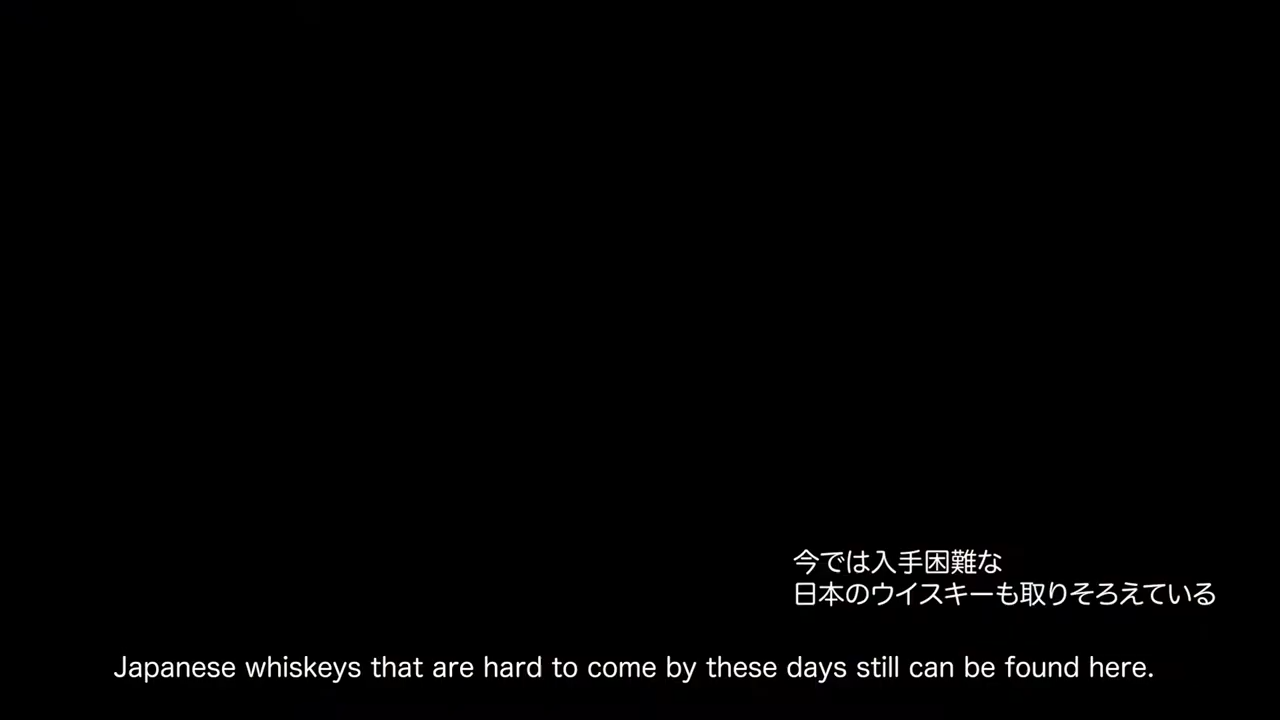 今では入手困難な
日本のウイスキーも取りそろえている
Japanese whiskeys that are hard to come by these days still can be found here.